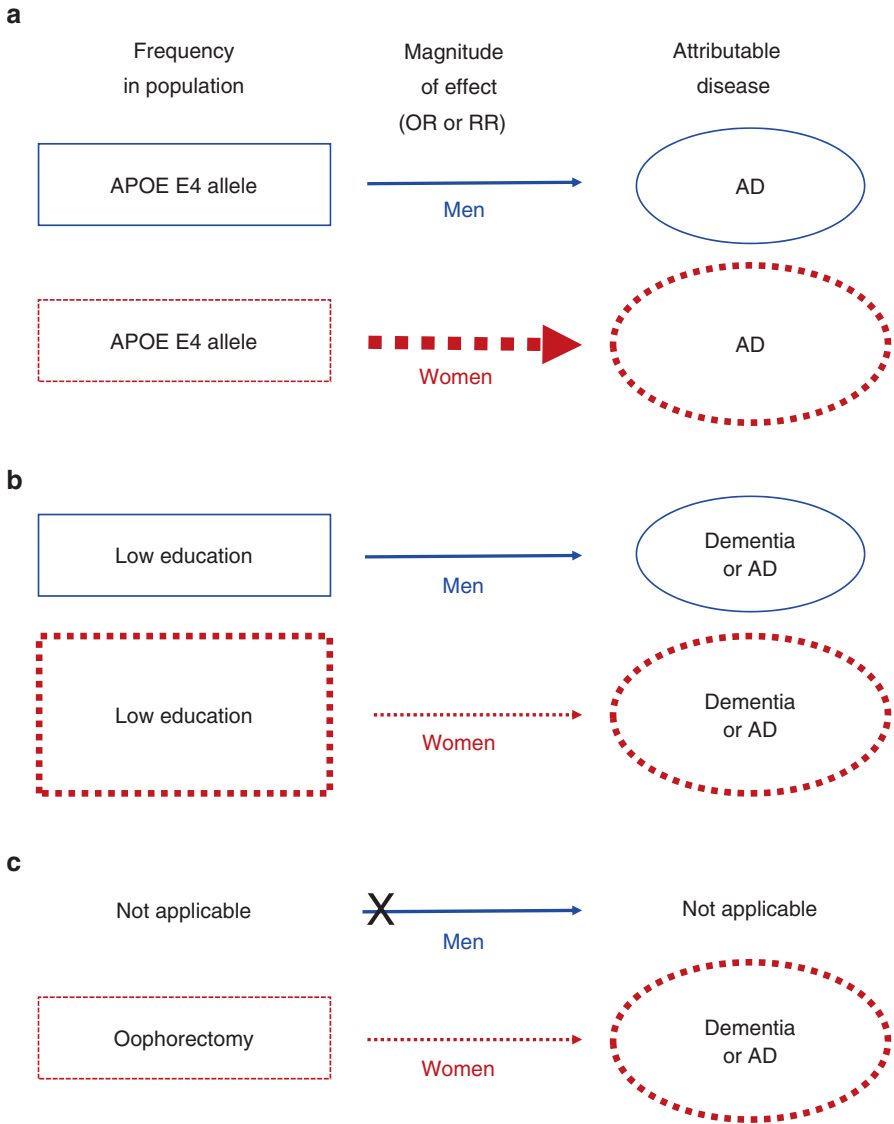 a
Frequency
in population
Magnitude
of effect
(OR or RR)
Attributable
disease
APOE E4 allele
Men
AD
APOE E4 allele
Women
AD
b
Low education
Men
Dementia
or AD
Low education
Women
Dementia
or AD
c
Not applicable
X
Men
Not applicable
Oophorectomy
Women
Dementia
or AD